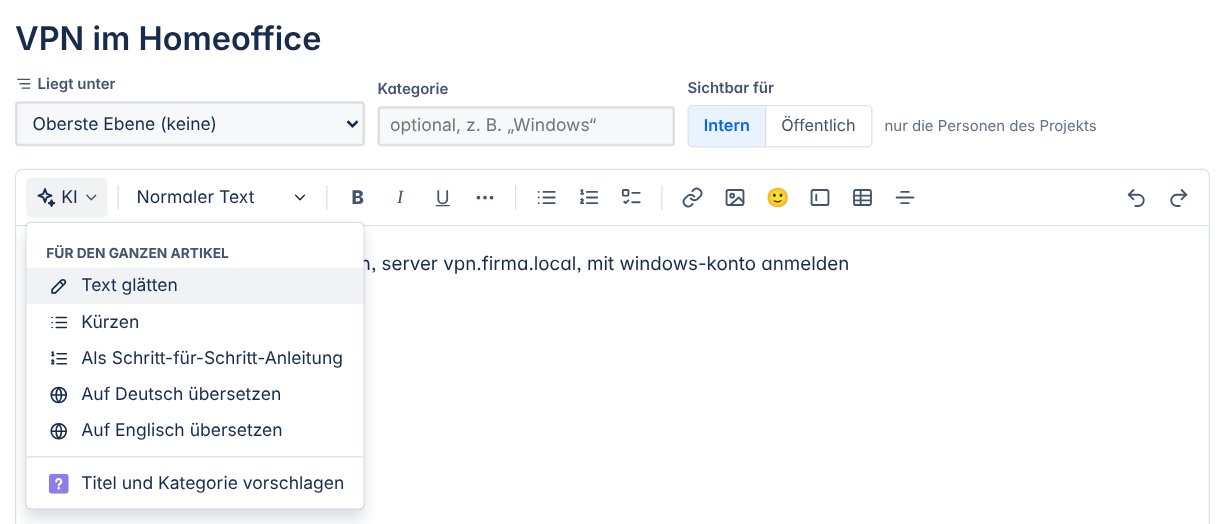 VPN im Homeoffice
Liegt unter
Kategorie
Sichtbar für
Oberste Ebene (keine)
optional, z. B. „Windows“
Intern
Öffentlich
nur die Personen des Projekts
KI
Normaler Text
B
I
U
FÜR DEN GANZEN ARTIKEL
, server vpn.firma.local, mit windows-konto anmelden
Text glätten
Kürzen
Als Schritt-für-Schritt-Anleitung
Auf Deutsch übersetzen
Auf Englisch übersetzen
? Titel und Kategorie vorschlagen